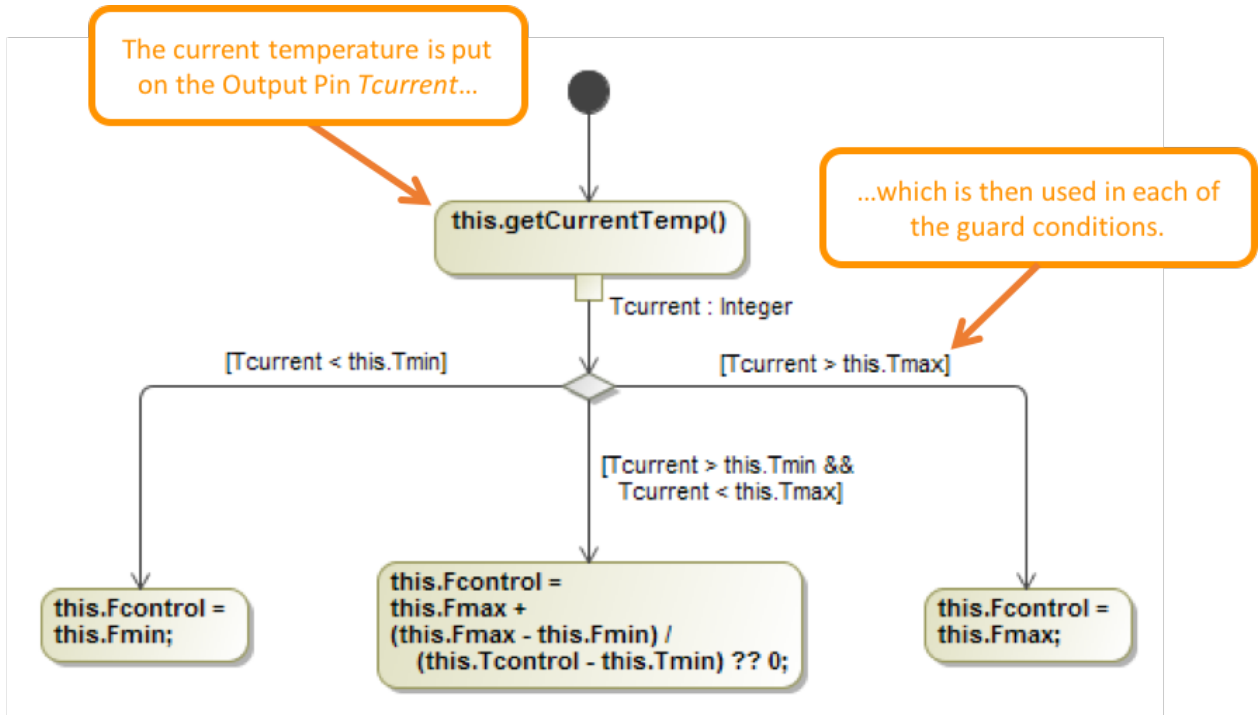 The current temperature is put
on the Output Pin Tcurrent...
...which is then used in each of
the guard conditions.
this.getCurrentTemp()
Tcurrent : Integer
[Tcurrent < this.Tmin]
[Tcurrent > this.Tmax]
[Tcurrent > this.Tmin &&
Tcurrent < this.Tmax]
this.Fcontrol =
this.Fmin;
this.Fcontrol =
this.Fmax +
(this.Fmax - this.Fmin) /
(this.Tcontrol - this.Tmin) ?? 0;
this.Fcontrol =
this.Fmax;